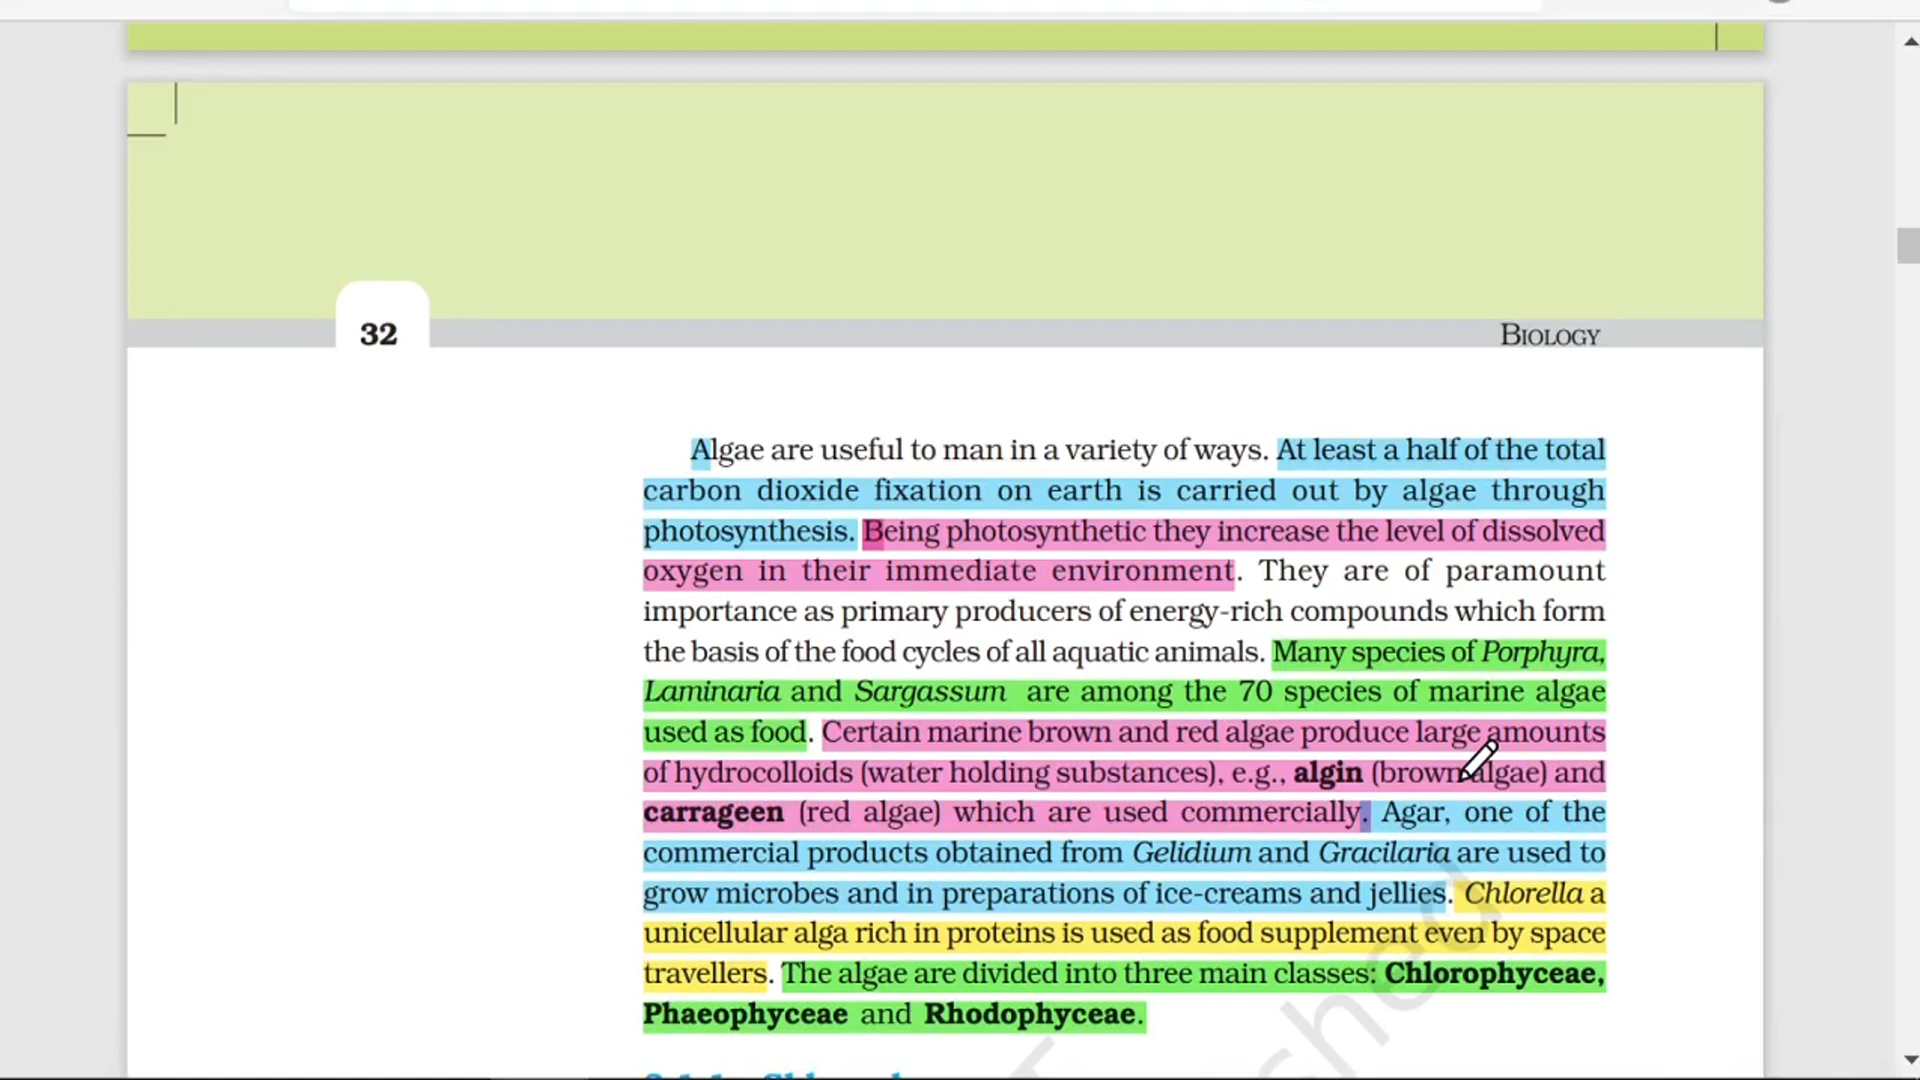 32
BIOLOGY
Algae are useful to man in a variety of ways. At least a half of the total
carbon dioxide fixation on earth is carried out by algae through
photosynthesis. Being photosynthetic they increase the level of dissolved
oxygen in their immediate environment. They are of paramount
importance as primary producers of energy-rich compounds which form
the basis of the food cycles of all aquatic animals. Many species of Porphyra,
Laminaria and Sargassum are among the 70 species of marine algae
used as food. Certain marine brown and red algae produce large amounts
of hydrocolloids (water holding substances), e.g., algin (brown algae) and
carrageen (red algae) which are used commercially. Agar, one of the
commercial products obtained from Gelidium and Gracilaria are used to
grow microbes and in preparations of ice-creams and jellies. Chlorella a
unicellular alga rich in proteins is used as food supplement even by space
travellers. The algae are divided into three main classes: Chlorophyceae,
Phaeophyceae and Rhodophyceae.